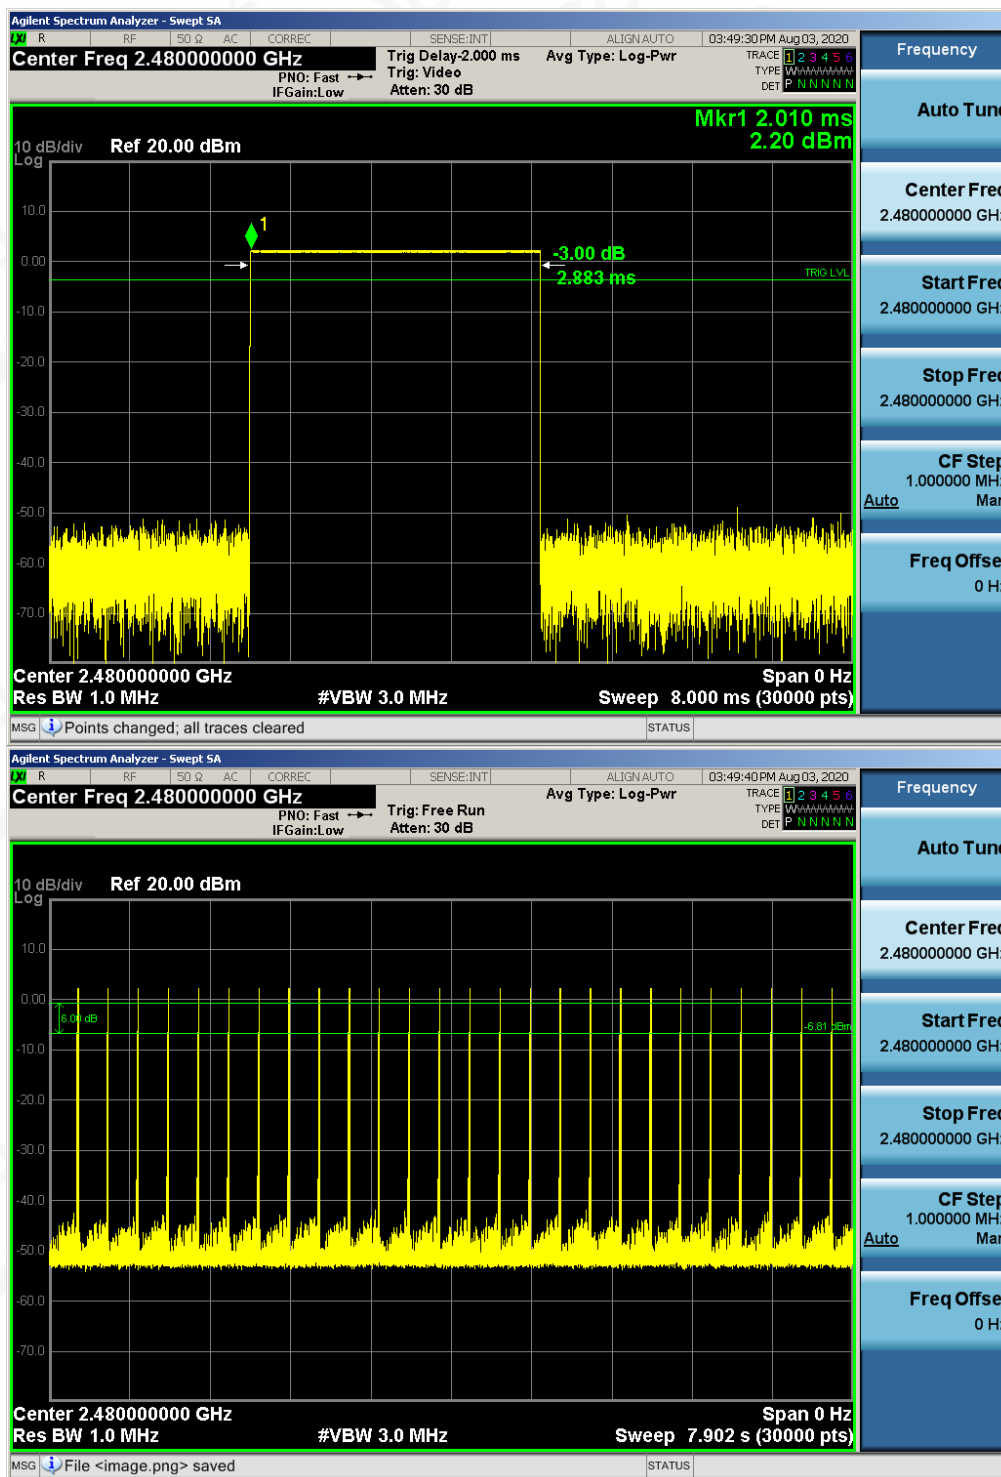 Agilent Spectrum Analyzer - Swept SA
LXI R RF 50 Ω AC CORREC SENSE:INT ALIGNAUTO 03:49:30 PM Aug 03, 2020
Center Freq 2.480000000 GHz
PNO: Fast
IFGain:Low
Trig Delay-2.000 ms
Trig: Video
Atten: 30 dB
Avg Type: Log-Pwr
TRACE 1 2 3 4 5 6
TYPE W
DET P N N N N N
Mkr1 2.010 ms
2.20 dBm
10 dB/div Ref 20.00 dBm
Log
10.0
1
0.00
-3.00 dB
2.883 ms
TRIG LVL
-10.0
-20.0
-30.0
-40.0
-50.0
-60.0
-70.0
Center 2.480000000 GHz Span 0 Hz
Res BW 1.0 MHz #VBW 3.0 MHz Sweep 8.000 ms (30000 pts)
MSG Points changed; all traces cleared STATUS
Frequency
Auto Tun
Center Fre
2.480000000 GH
Start Fre
2.480000000 GH
Stop Fre
2.480000000 GH
CF Step
1.000000 MH
Auto Ma
Freq Offse
0 H
Agilent Spectrum Analyzer - Swept SA
LXI R RF 50 Ω AC CORREC SENSE:INT ALIGNAUTO 03:49:40 PM Aug 03, 2020
Center Freq 2.480000000 GHz
PNO: Fast
IFGain:Low
Trig: Free Run
Atten: 30 dB
Avg Type: Log-Pwr
TRACE 1 2 3 4 5 6
TYPE W
DET P N N N N N
10 dB/div Ref 20.00 dBm
Log
10.0
0.00
6.00 dB
-6.81 dBm
-10.0
-20.0
-30.0
-40.0
-50.0
-60.0
-70.0
Center 2.480000000 GHz Span 0 Hz
Res BW 1.0 MHz #VBW 3.0 MHz Sweep 7.902 s (30000 pts)
MSG File <image.png> saved STATUS
Frequency
Auto Tun
Center Fre
2.480000000 GH
Start Fre
2.480000000 GH
Stop Fre
2.480000000 GH
CF Step
1.000000 MH
Auto Ma
Freq Offse
0 H